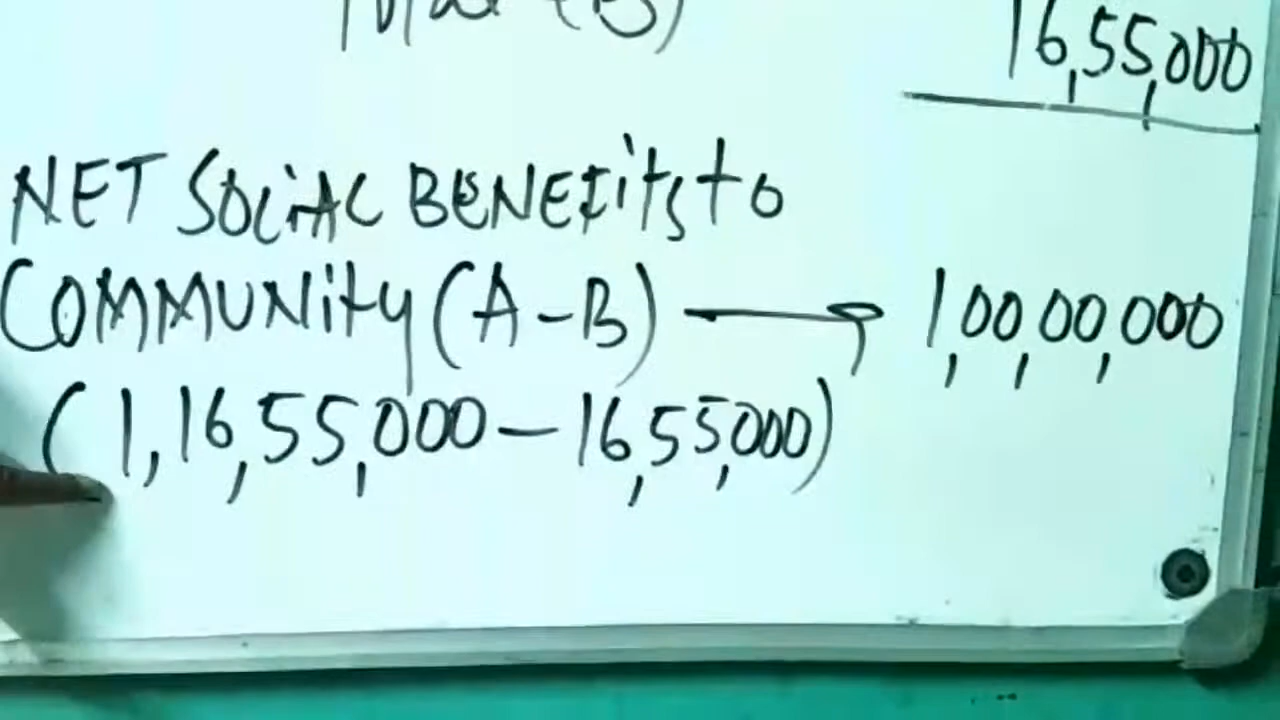 Total (B) 16,55,000
NET SOCIAL BENEFits to
COMMUNity (A-B) → 1,00,00,000
(1,16,55,000 - 16,55,000)